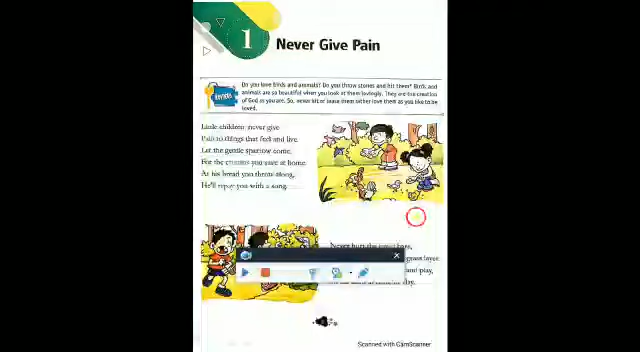 1
Never Give Pain
Do you love birds and animals? Do you throw stones and hit them? Birds and
animals are so beautiful when you look at them lovingly. They are the creation
of God as you are. So, never hit or tease them rather love them as you like to be
loved.
Little children, never give
Pain to things that feel and live
Let the gentle sparrow come,
For the crumbs you save at home.
As his bread you throw along,
He'll repay you with a song.
Never hurt the
grass layer
and play,
day.
Scanned with CamScanner